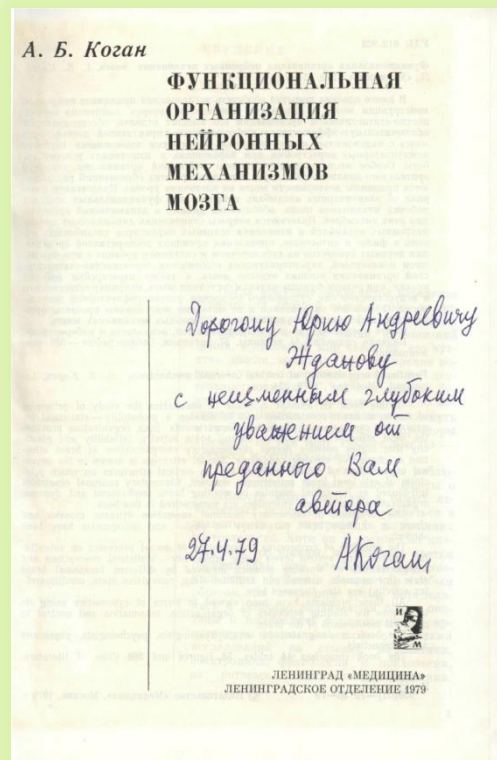 А. Б. Коган
ФУНКЦИОНАЛЬНАЯ
ОРГАНИЗАЦИЯ
НЕЙРОННЫХ
МЕХАНИЗМОВ
МОЗГА
Дорогому Юрию Андреевичу
Жданову
с неизменным глубоким
уважением от
преданного Вам
автора
27.4.79 АКоган
И
М
ЛЕНИНГРАД «МЕДИЦИНА»
ЛЕНИНГРАДСКОЕ ОТДЕЛЕНИЕ 1979